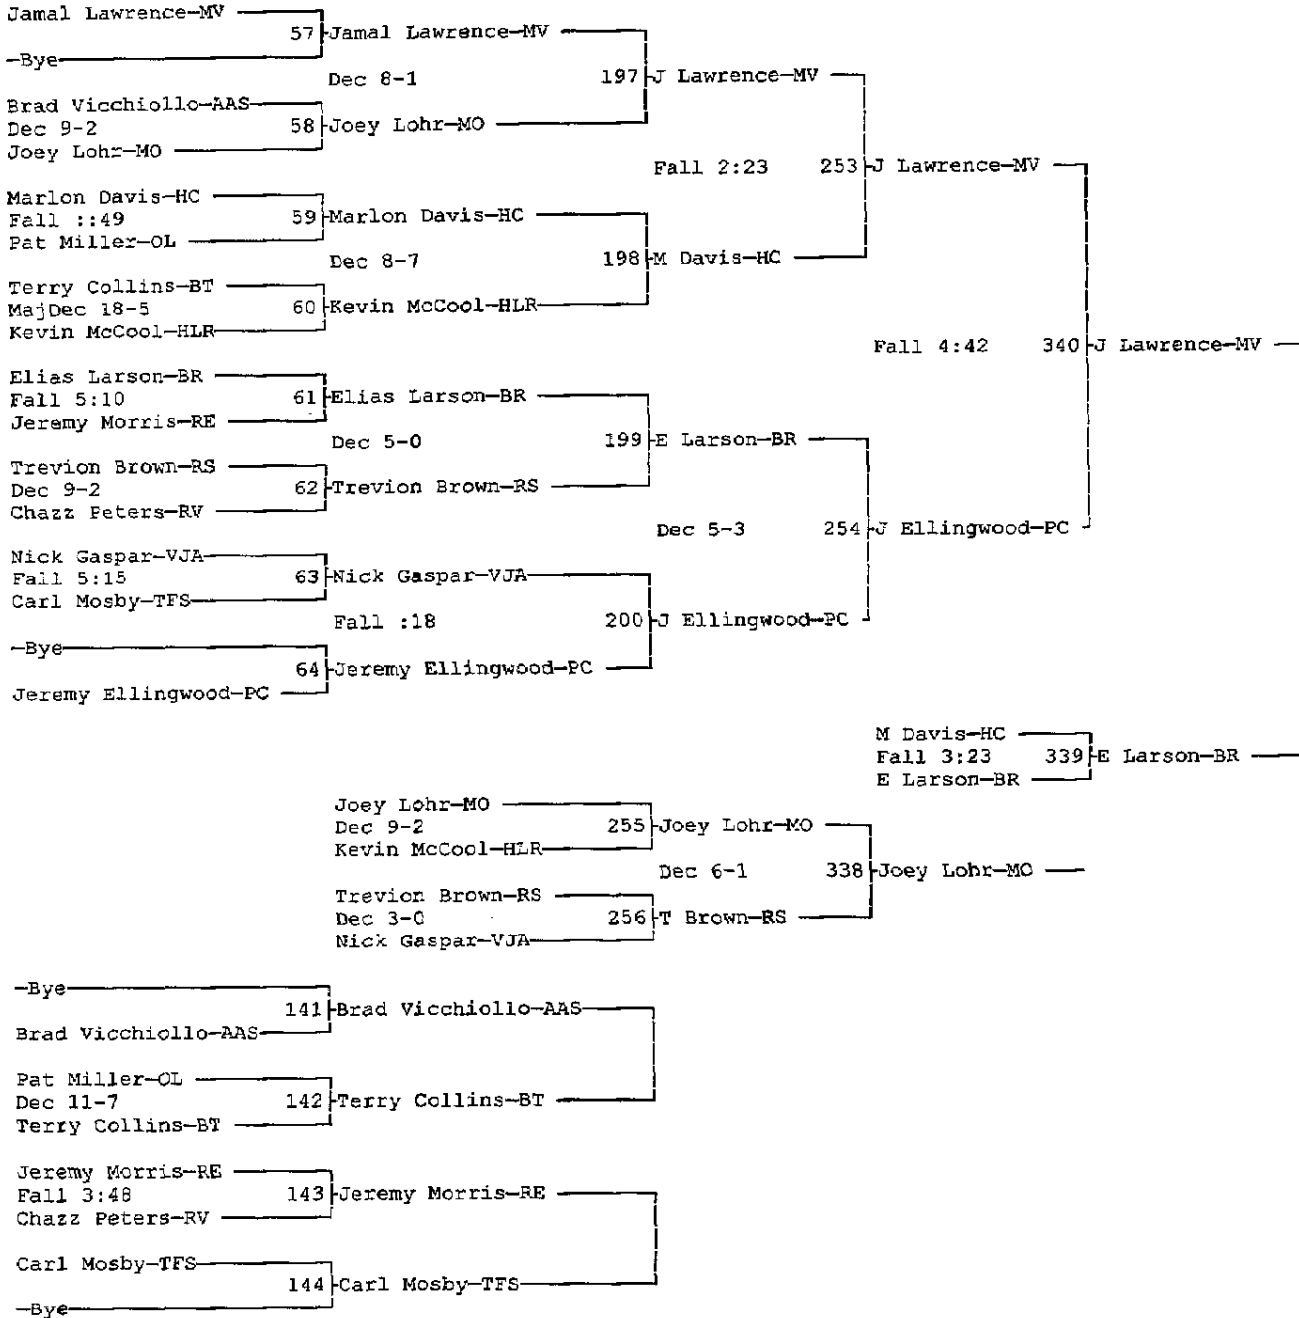 Jamal Lawrence-MV
57 Jamal Lawrence-MV
-Bye
Dec 8-1 197 J Lawrence-MV
Brad Vicchiollo-AAS
Dec 9-2 58 Joey Lohr-MO
Joey Lohr-MO
Fall 2:23 253 J Lawrence-MV
Marlon Davis-HC
Fall ::49 59 Marlon Davis-HC
Pat Miller-OL
Dec 8-7 198 M Davis-HC
Terry Collins-BT
MajDec 18-5 60 Kevin McCool-HLR
Kevin McCool-HLR
Fall 4:42 340 J Lawrence-MV
Elias Larson-BR
Fall 5:10 61 Elias Larson-BR
Jeremy Morris-RE
Dec 5-0 199 E Larson-BR
Trevion Brown-RS
Dec 9-2 62 Trevion Brown-RS
Chazz Peters-RV
Dec 5-3 254 J Ellingwood-PC
Nick Gaspar-VJA
Fall 5:15 63 Nick Gaspar-VJA
Carl Mosby-TFS
Fall :18 200 J Ellingwood-PC
-Bye
64 Jeremy Ellingwood-PC
Jeremy Ellingwood-PC
M Davis-HC
Fall 3:23 339 E Larson-BR
E Larson-BR
Joey Lohr-MO
Dec 9-2 255 Joey Lohr-MO
Kevin McCool-HLR
Dec 6-1 338 Joey Lohr-MO
Trevion Brown-RS
Dec 3-0 256 T Brown-RS
Nick Gaspar-VJA
-Bye
141 Brad Vicchiollo-AAS
Brad Vicchiollo-AAS
Pat Miller-OL
Dec 11-7 142 Terry Collins-BT
Terry Collins-BT
Jeremy Morris-RE
Fall 3:48 143 Jeremy Morris-RE
Chazz Peters-RV
Carl Mosby-TFS
144 Carl Mosby-TFS
-Bye